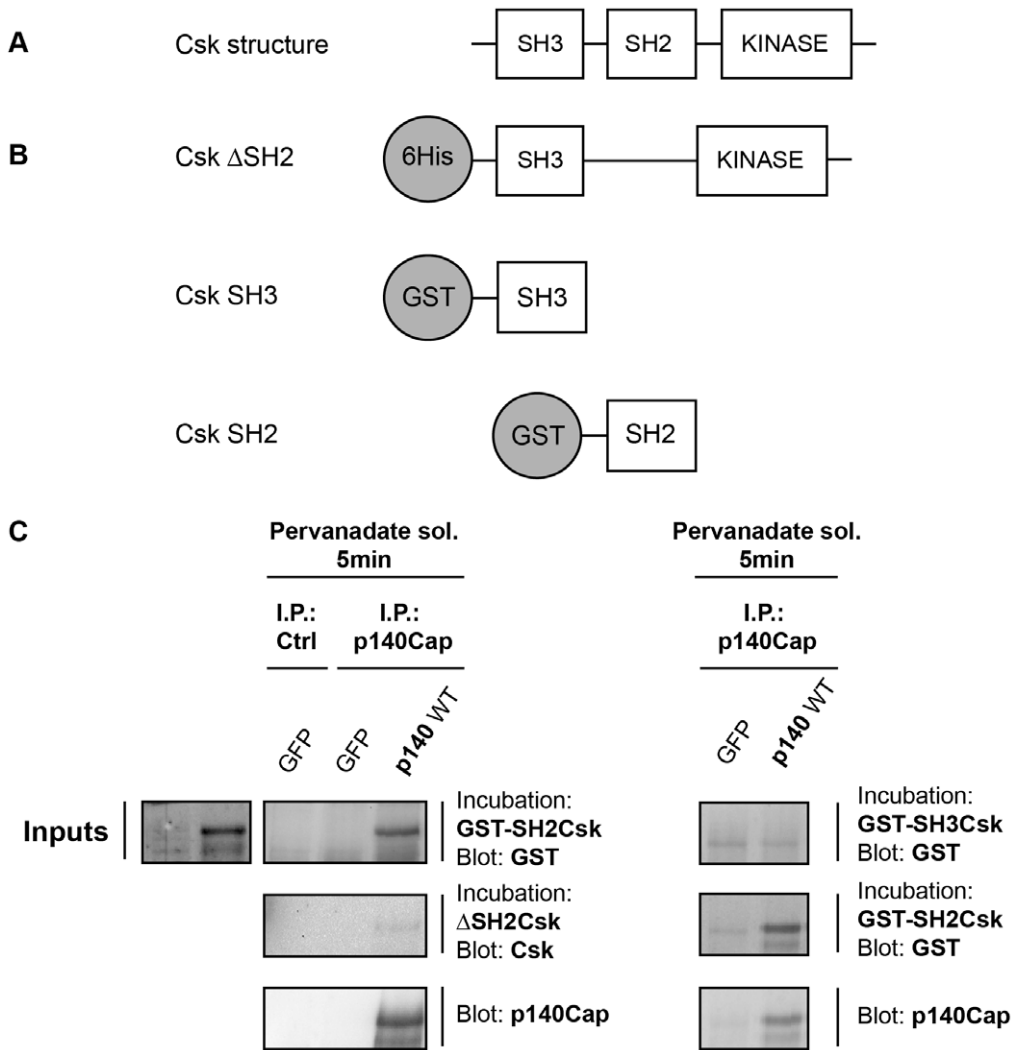 A
Csk structure
SH3
SH2
KINASE
B
Csk ΔSH2
6His
SH3
KINASE
Csk SH3
GST
SH3
Csk SH2
GST
SH2
C
Pervanadate sol.
5min
I.P.:
Ctrl
I.P.:
p140Cap
GFP
GFP
p140 WT
Inputs
Incubation:
GST-SH2Csk
Blot: GST
Incubation:
ΔSH2Csk
Blot: Csk
Blot: p140Cap
Pervanadate sol.
5min
I.P.:
p140Cap
GFP
p140 WT
Incubation:
GST-SH3Csk
Blot: GST
Incubation:
GST-SH2Csk
Blot: GST
Blot: p140Cap